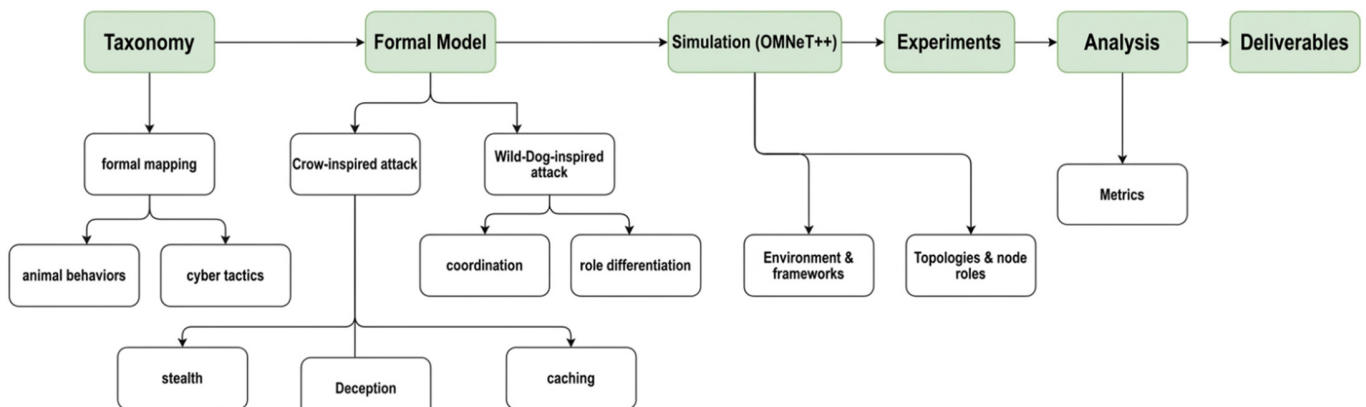 Taxonomy
Formal Model
Simulation (OMNeT++)
Experiments
Analysis
Deliverables
formal mapping
Crow-inspired attack
Wild-Dog-inspired
attack
Metrics
animal behaviors
cyber tactics
coordination
role differentiation
Environment &
frameworks
Topologies & node
roles
stealth
Deception
caching